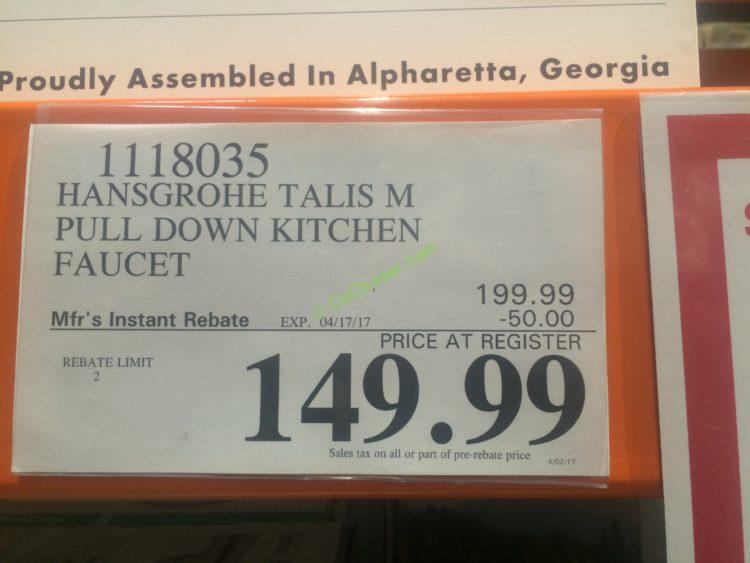 Proudly Assembled In Alpharetta, Georgia
1118035
HANSGROHE TALIS M
PULL DOWN KITCHEN
FAUCET
199.99
Mfr's Instant Rebate EXP. 04/17/17 -50.00
PRICE AT REGISTER
REBATE LIMIT
2
149.99
Sales tax on all or part of pre-rebate price
4/02/17